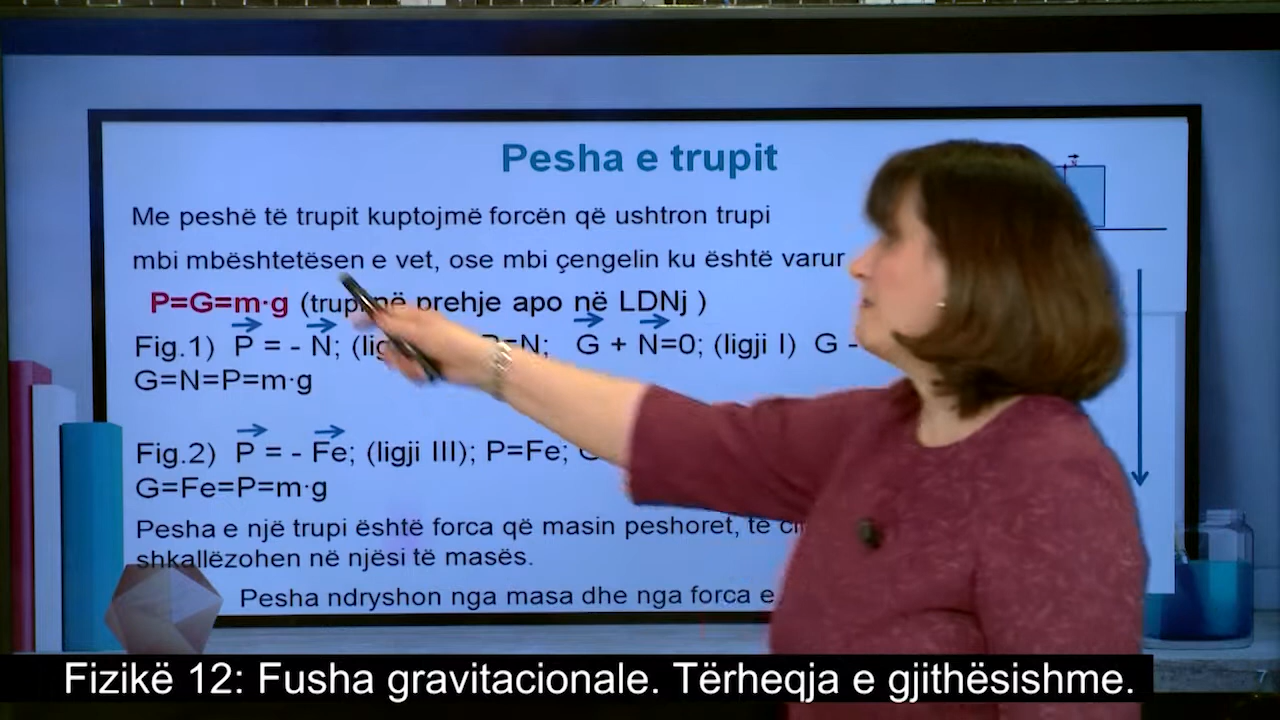 Pesha e trupit
Me peshë të trupit kuptojmë forcën që ushtron trupi
mbi mbështetësen e vet, ose mbi çengelin ku është varur
P=G=m·g (trupi në prehje apo në LDNj )
Fig.1) P = - N; P=N; G + N=0; (ligji I) G -
G=N=P=m·g
Fig.2) P = - Fe; (ligji III); P=Fe;
G=Fe=P=m·g
Pesha e një trupi është forca që masin peshoret, të
shkallëzohen në njësi të masës.
Pesha ndryshon nga masa dhe nga forca e
Fizikë 12: Fusha gravitacionale. Tërheqja e gjithësishme.